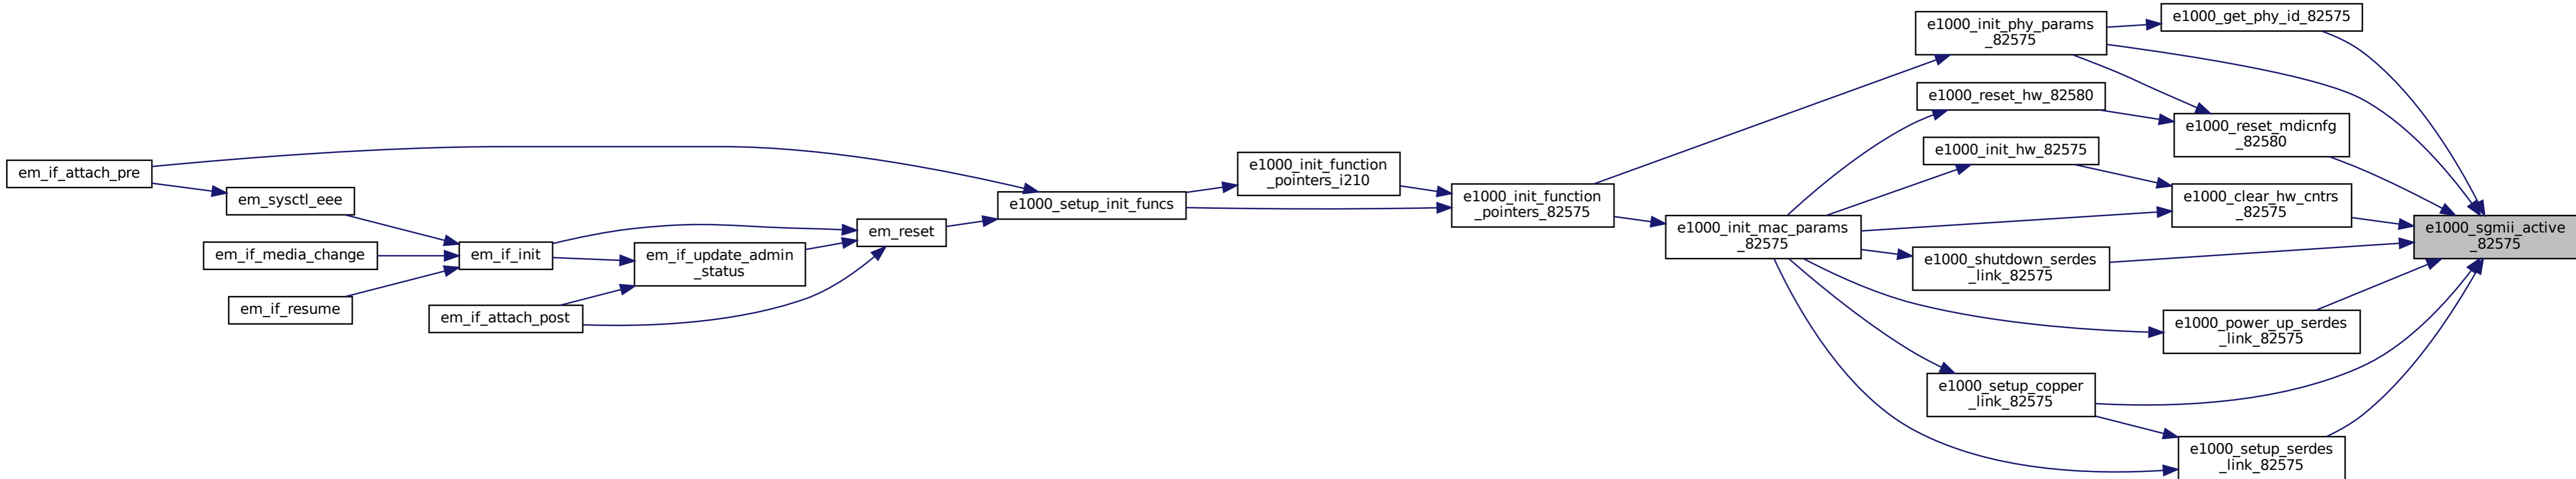 em_if_attach_pre
em_sysctl_eee
em_if_media_change
em_if_resume
em_if_init
em_if_attach_post
em_if_update_admin
_status
em_reset
e1000_setup_init_funcs
e1000_init_function
_pointers_i210
e1000_init_function
_pointers_82575
e1000_init_mac_params
_82575
e1000_init_phy_params
_82575
e1000_reset_hw_82580
e1000_init_hw_82575
e1000_shutdown_serdes
_link_82575
e1000_setup_copper
_link_82575
e1000_get_phy_id_82575
e1000_reset_mdicnfg
_82580
e1000_clear_hw_cntrs
_82575
e1000_power_up_serdes
_link_82575
e1000_setup_serdes
_link_82575
e1000_sgmii_active
_82575